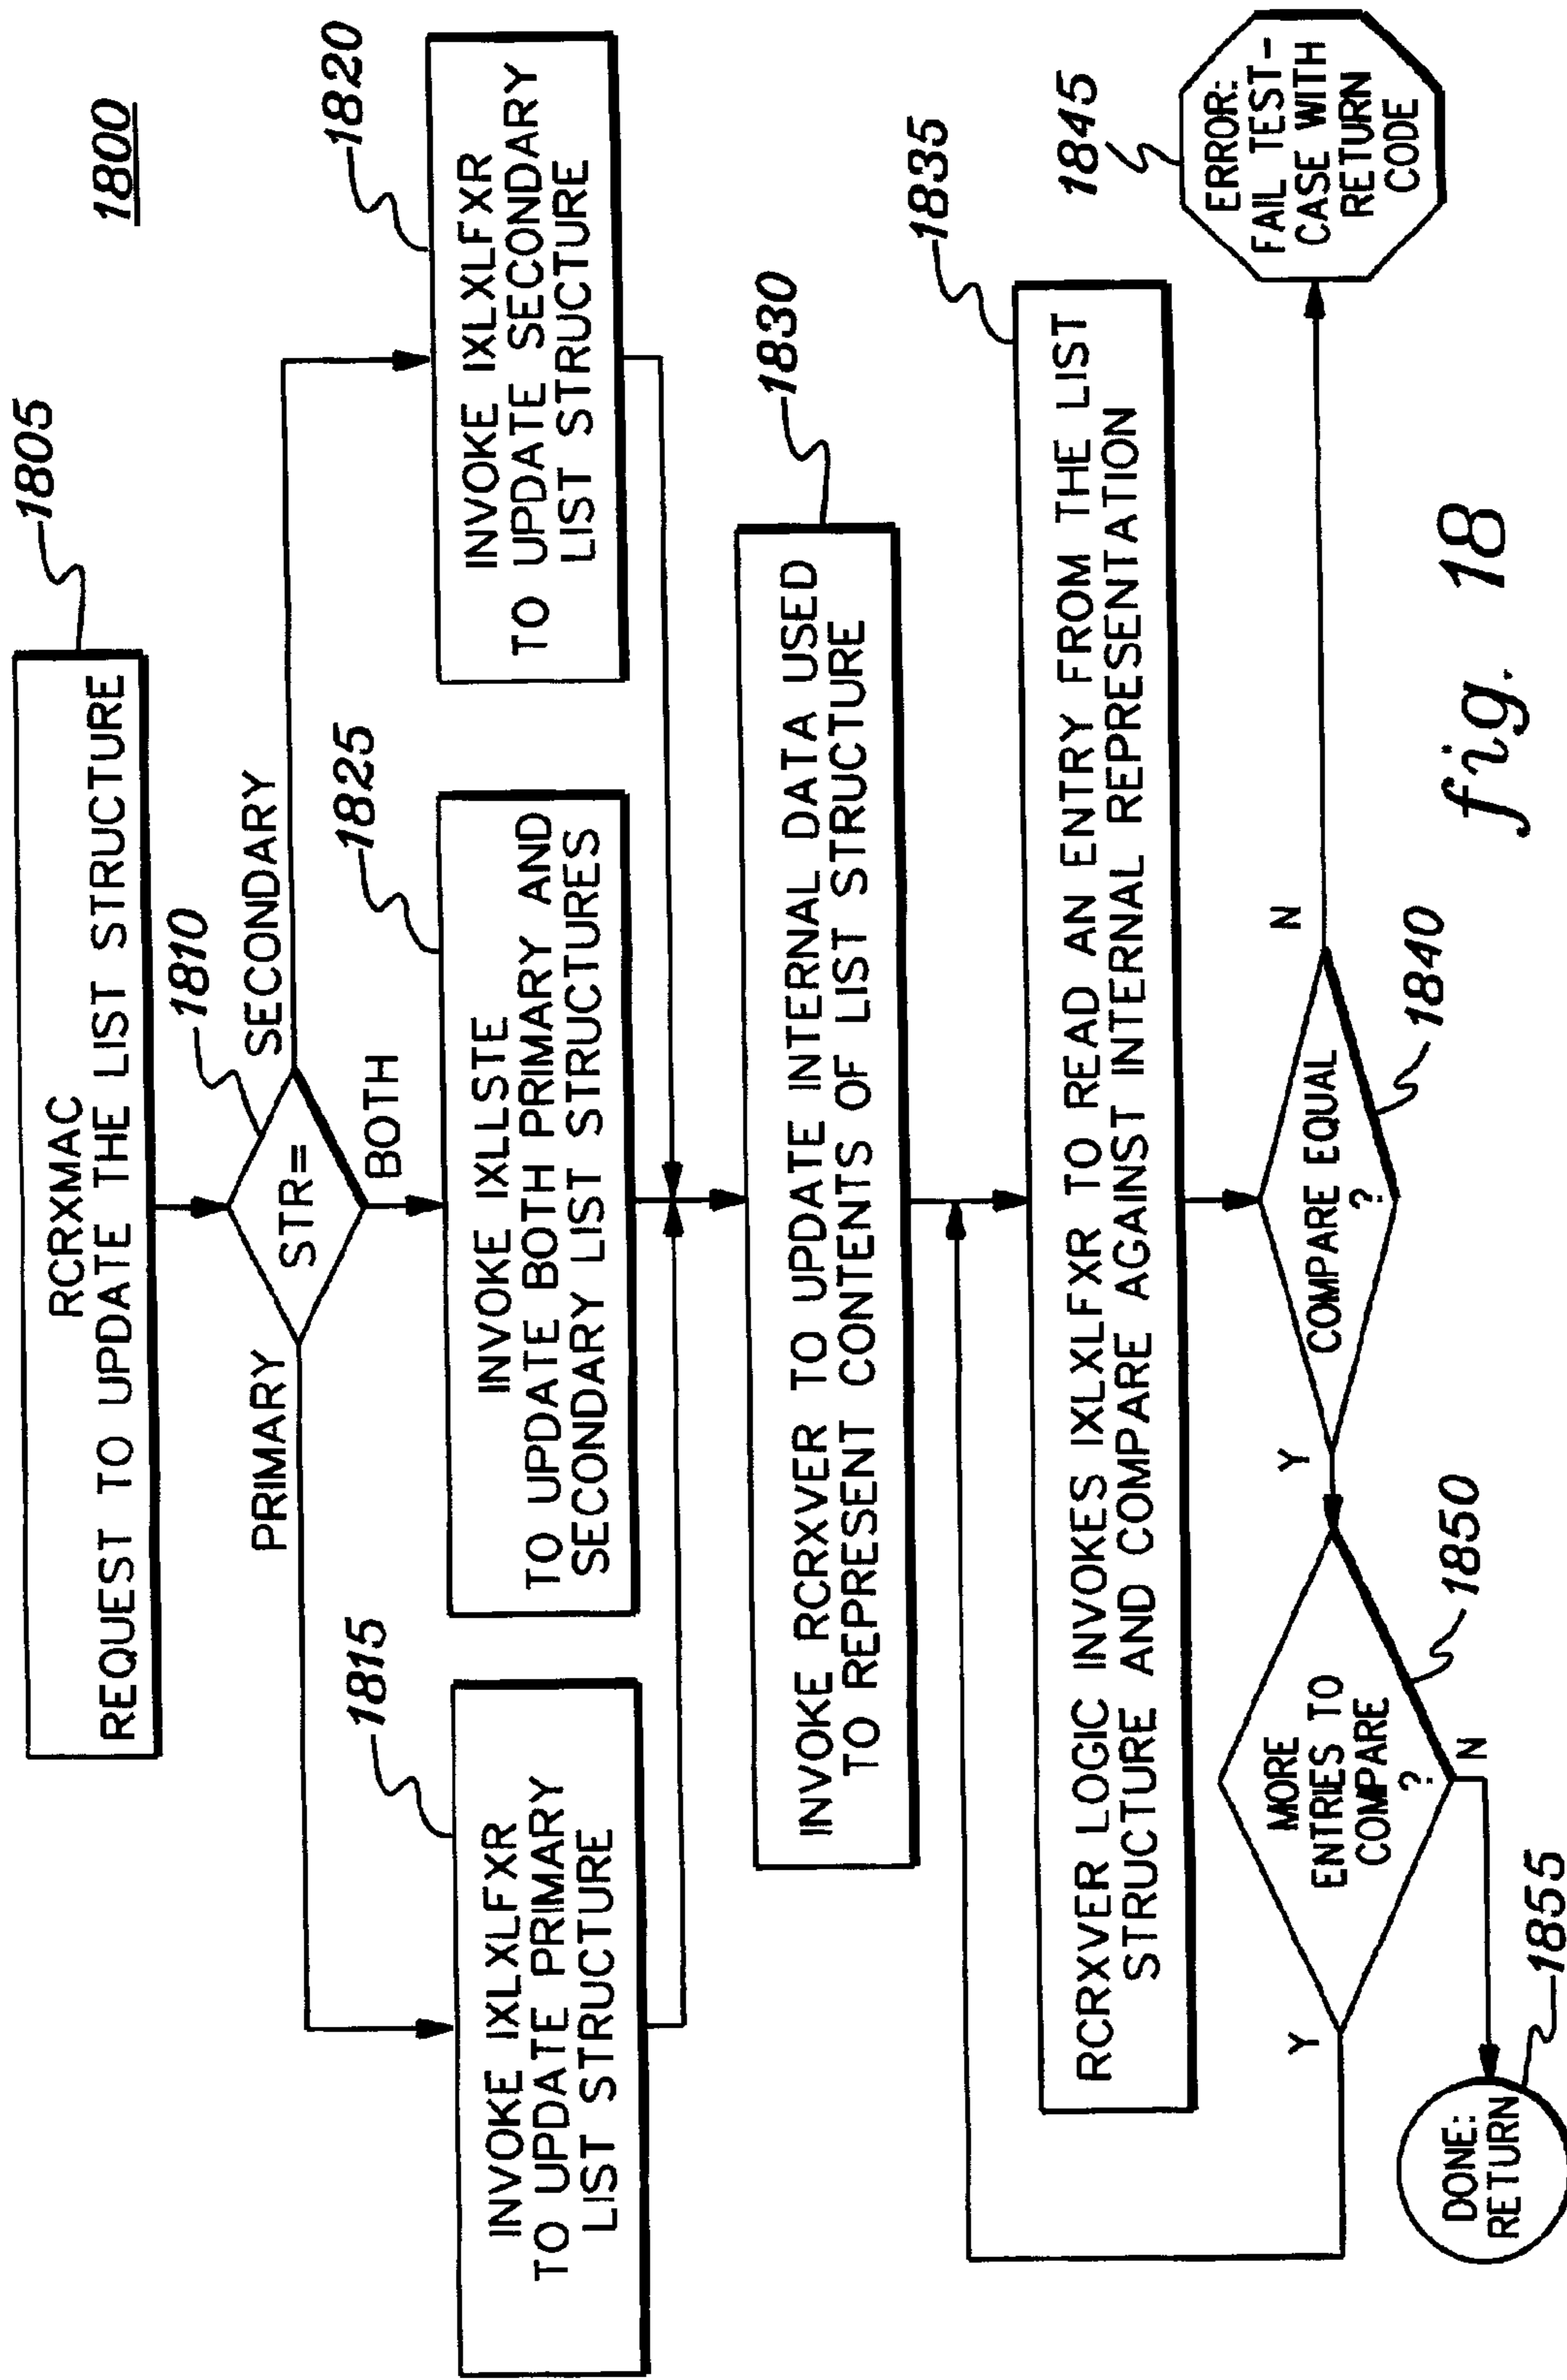 1800
1805
RCRXMAC
REQUEST TO UPDATE THE LIST STRUCTURE
1810
STR=
PRIMARY
SECONDARY
BOTH
1815
INVOKE IXLXLFXR
TO UPDATE PRIMARY
LIST STRUCTURE
1825
INVOKE IXLLSTE
TO UPDATE BOTH PRIMARY AND
SECONDARY LIST STRUCTURES
1820
INVOKE IXLXLFXR
TO UPDATE SECONDARY
LIST STRUCTURE
1830
INVOKE RCRXVER TO UPDATE INTERNAL DATA USED
TO REPRESENT CONTENTS OF LIST STRUCTURE
1835
RCRXVER LOGIC INVOKES IXLXLFXR TO READ AN ENTRY FROM THE LIST
STRUCTURE AND COMPARE AGAINST INTERNAL REPRESENTATION
Y
MORE
ENTRIES TO
COMPARE
?
N
1850
Y
COMPARE EQUAL
?
N
1840
1845
ERROR:
FAIL TEST-
CASE WITH
RETURN
CODE
DONE:
RETURN
1855
fig. 18